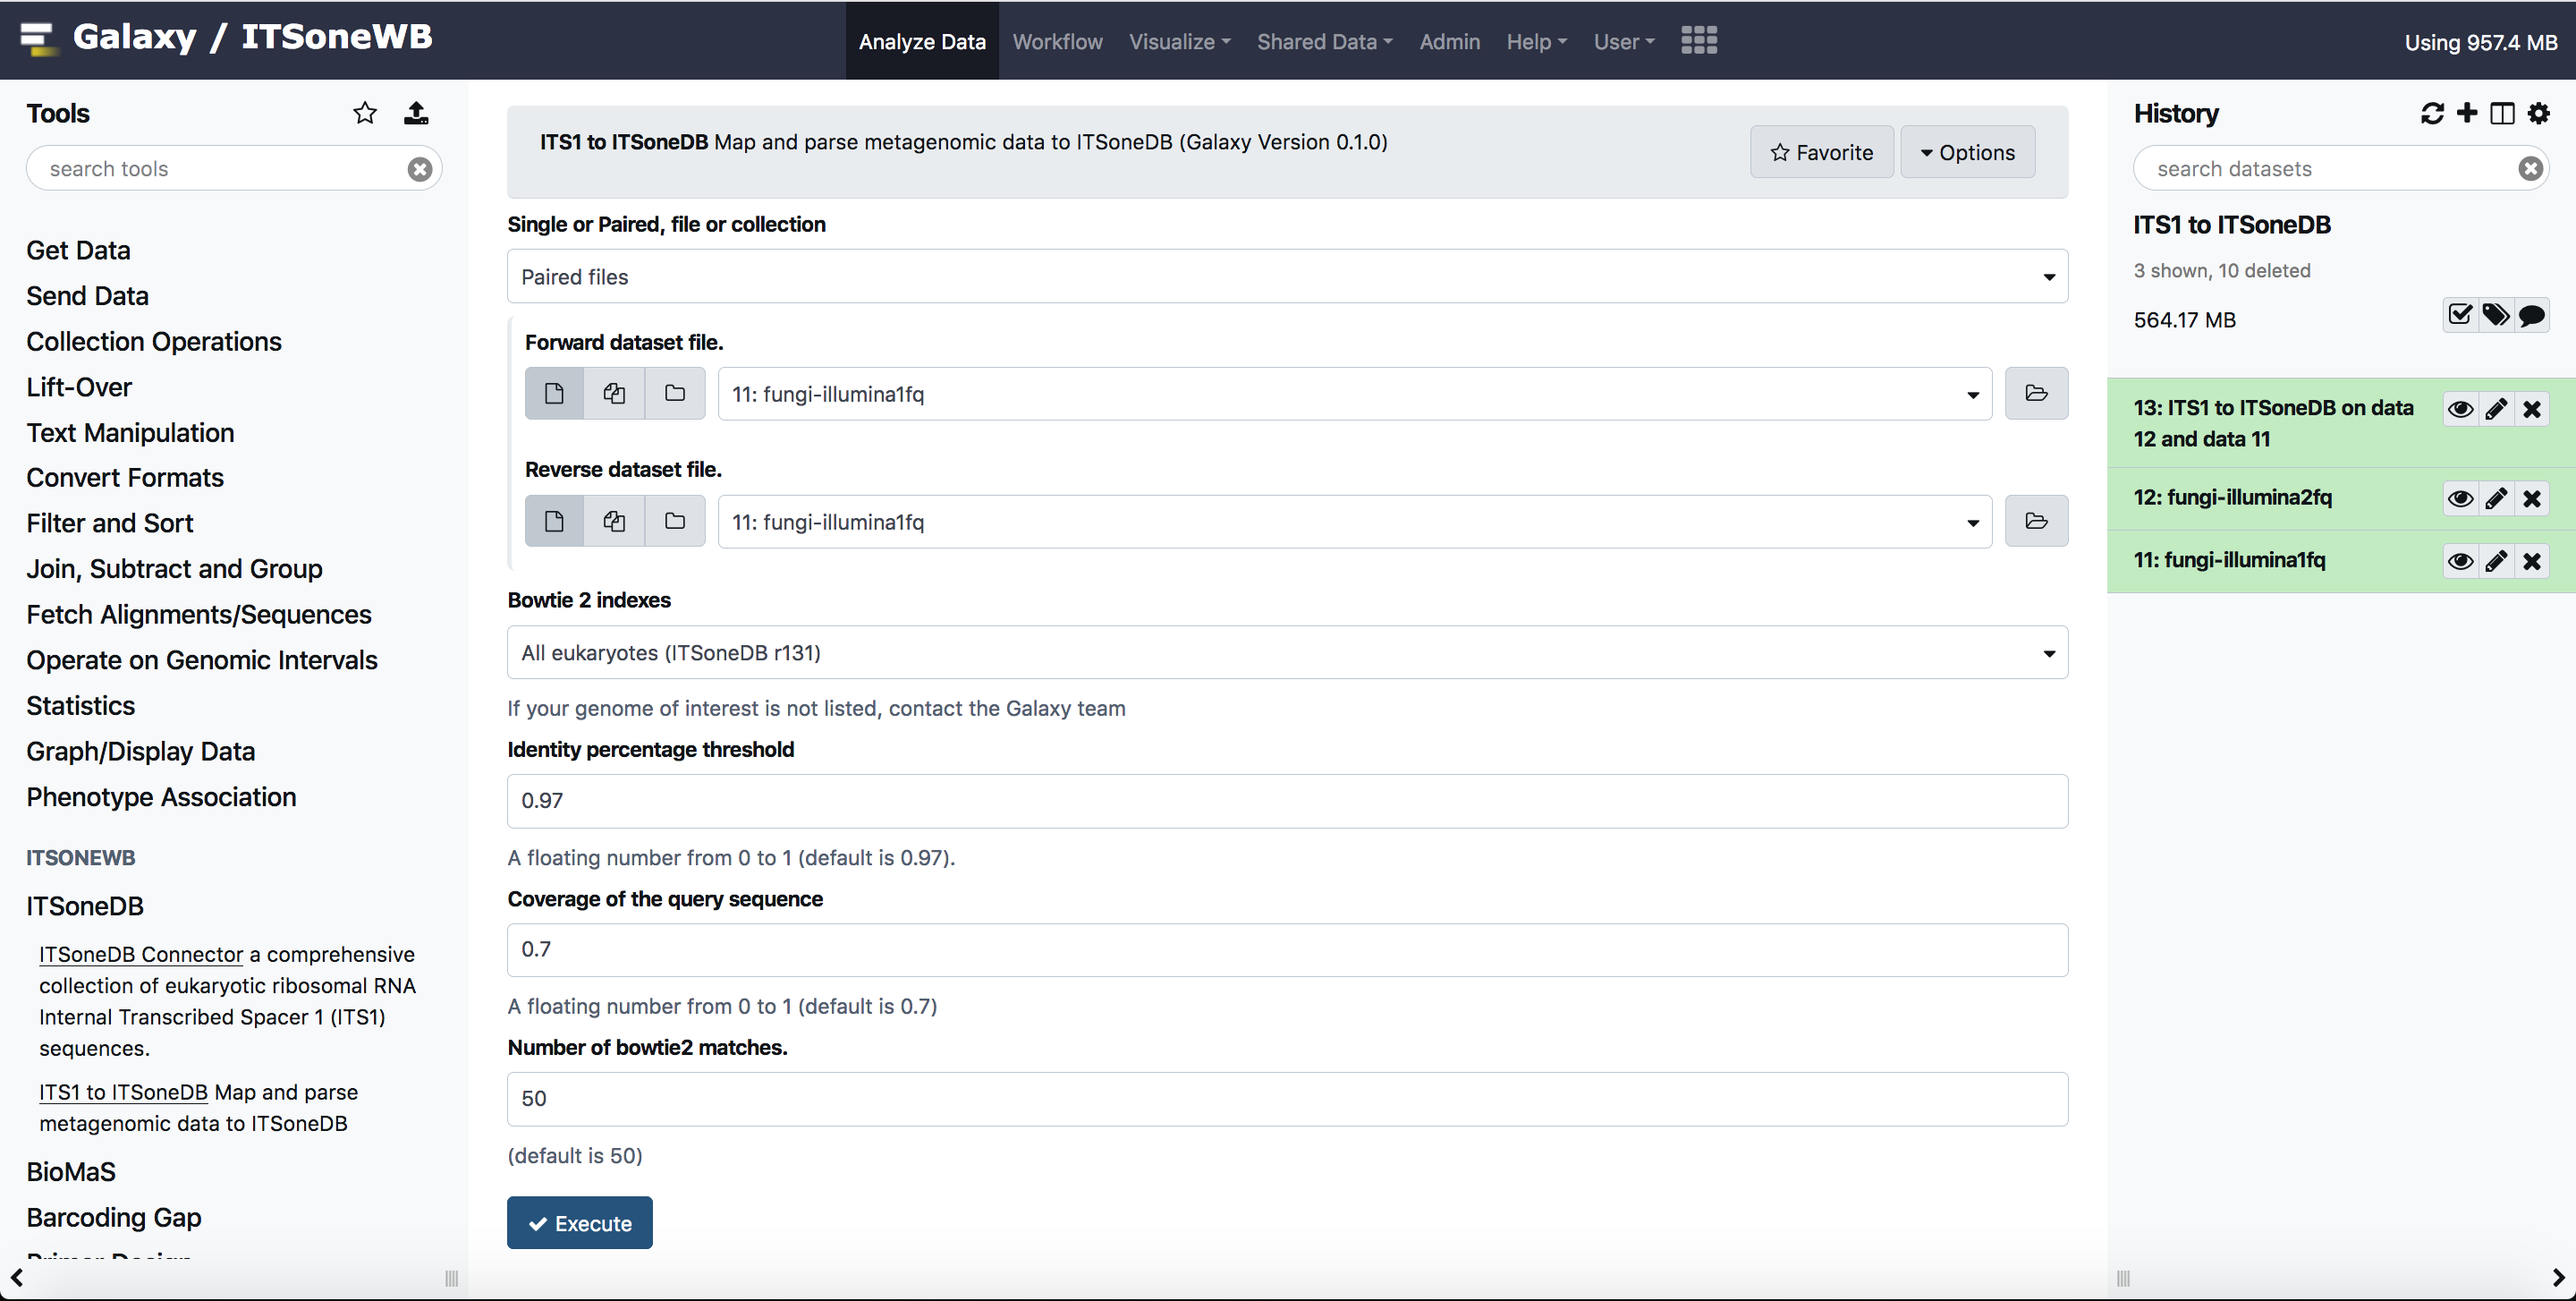 Galaxy / ITSoneWB
Analyze Data
Workflow
Visualize
Shared Data
Admin
Help
User
Using 957.4 MB
Tools
search tools
Get Data
Send Data
Collection Operations
Lift-Over
Text Manipulation
Convert Formats
Filter and Sort
Join, Subtract and Group
Fetch Alignments/Sequences
Operate on Genomic Intervals
Statistics
Graph/Display Data
Phenotype Association
ITSONEWB
ITSoneDB
ITSoneDB Connector a comprehensive
collection of eukaryotic ribosomal RNA
Internal Transcribed Spacer 1 (ITS1)
sequences.
ITS1 to ITSoneDB Map and parse
metagenomic data to ITSoneDB
BioMaS
Barcoding Gap
Primer Design
ITS1 to ITSoneDB Map and parse metagenomic data to ITSoneDB (Galaxy Version 0.1.0)
Favorite
Options
Single or Paired, file or collection
Paired files
Forward dataset file.
11: fungi-illumina1fq
Reverse dataset file.
11: fungi-illumina1fq
Bowtie 2 indexes
All eukaryotes (ITSoneDB r131)
If your genome of interest is not listed, contact the Galaxy team
Identity percentage threshold
0.97
A floating number from 0 to 1 (default is 0.97).
Coverage of the query sequence
0.7
A floating number from 0 to 1 (default is 0.7)
Number of bowtie2 matches.
50
(default is 50)
Execute
History
search datasets
ITS1 to ITSoneDB
3 shown, 10 deleted
564.17 MB
13: ITS1 to ITSoneDB on data
12 and data 11
12: fungi-illumina2fq
11: fungi-illumina1fq